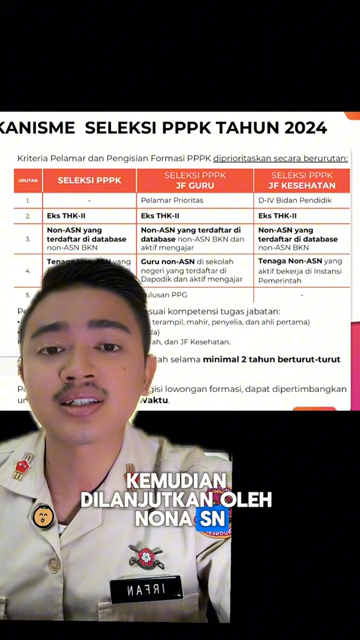 KANISME SELEKSI PPPK TAHUN 2024
Kriteria Pelamar dan Pengisian Formasi PPPK diprioritaskan secara berurutan:
URUTAN SELEKSI PPPK SELEKSI PPPK JF GURU SELEKSI PPPK JF KESEHATAN
1. - Pelamar Prioritas D-IV Bidan Pendidik
2. Eks THK-II Eks THK-II Eks THK-II
3. Non-ASN yang terdaftar di database non-ASN BKN Non-ASN yang terdaftar di database non-ASN BKN dan aktif mengajar Non-ASN yang terdaftar di database non-ASN BKN
4. Tenaga Non-ASN yang Guru non-ASN di sekolah negeri yang terdaftar di Dapodik dan aktif mengajar Tenaga Non-ASN yang aktif bekerja di Instansi Pemerintah
5. lulusan PPG -
suai kompetensi tugas jabatan:
terampil, mahir, penyelia, dan ahli pertama)
dan JF Kesehatan.
selama minimal 2 tahun berturut-turut
lowongan formasi, dapat dipertimbangkan
KEMUDIAN
DILANJUTKAN OLEH
NONA SN
IRFAN